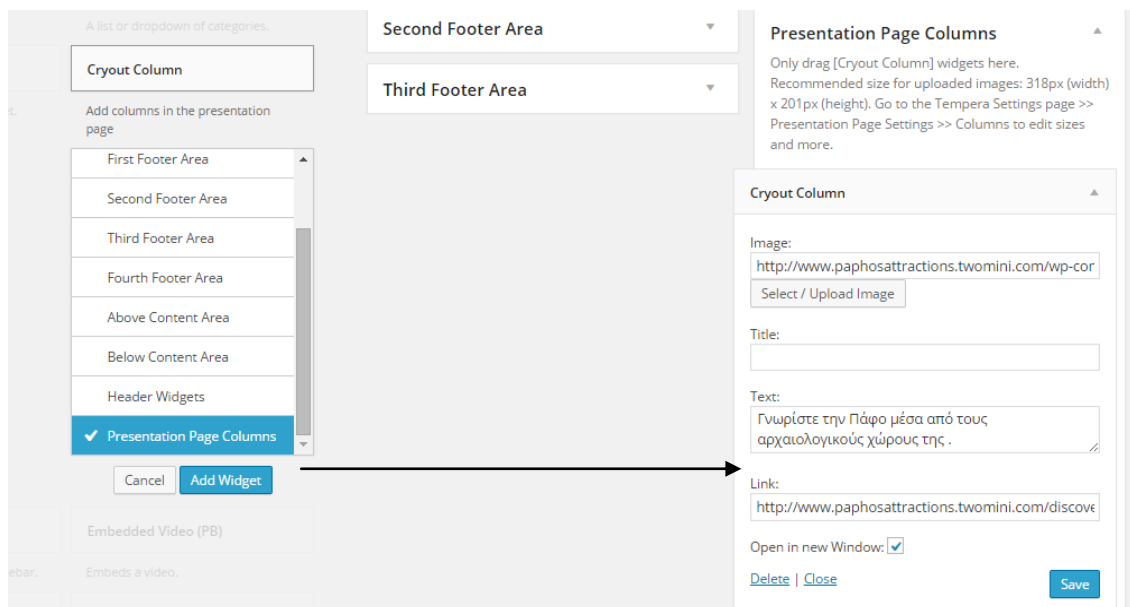 A list or dropdown of categories.
Cryout Column
Add columns in the presentation
page
First Footer Area
Second Footer Area
Third Footer Area
Fourth Footer Area
Above Content Area
Below Content Area
Header Widgets
Presentation Page Columns
Cancel
Add Widget
Embedded Video (PB)
ebar.
Embeds a video.
Second Footer Area
Third Footer Area
Presentation Page Columns
Only drag [Cryout Column] widgets here.
Recommended size for uploaded images: 318px (width)
x 201px (height). Go to the Tempera Settings page >>
Presentation Page Settings >> Columns to edit sizes
and more.
Cryout Column
Image:
http://www.paphosattractions.twomini.com/wp-cor
Select / Upload Image
Title:
Text:
Γνωρίστε την Πάφο μέσα από τους
αρχαιολογικούς χώρους της .
Link:
http://www.paphosattractions.twomini.com/discove
Open in new Window:
Delete | Close
Save